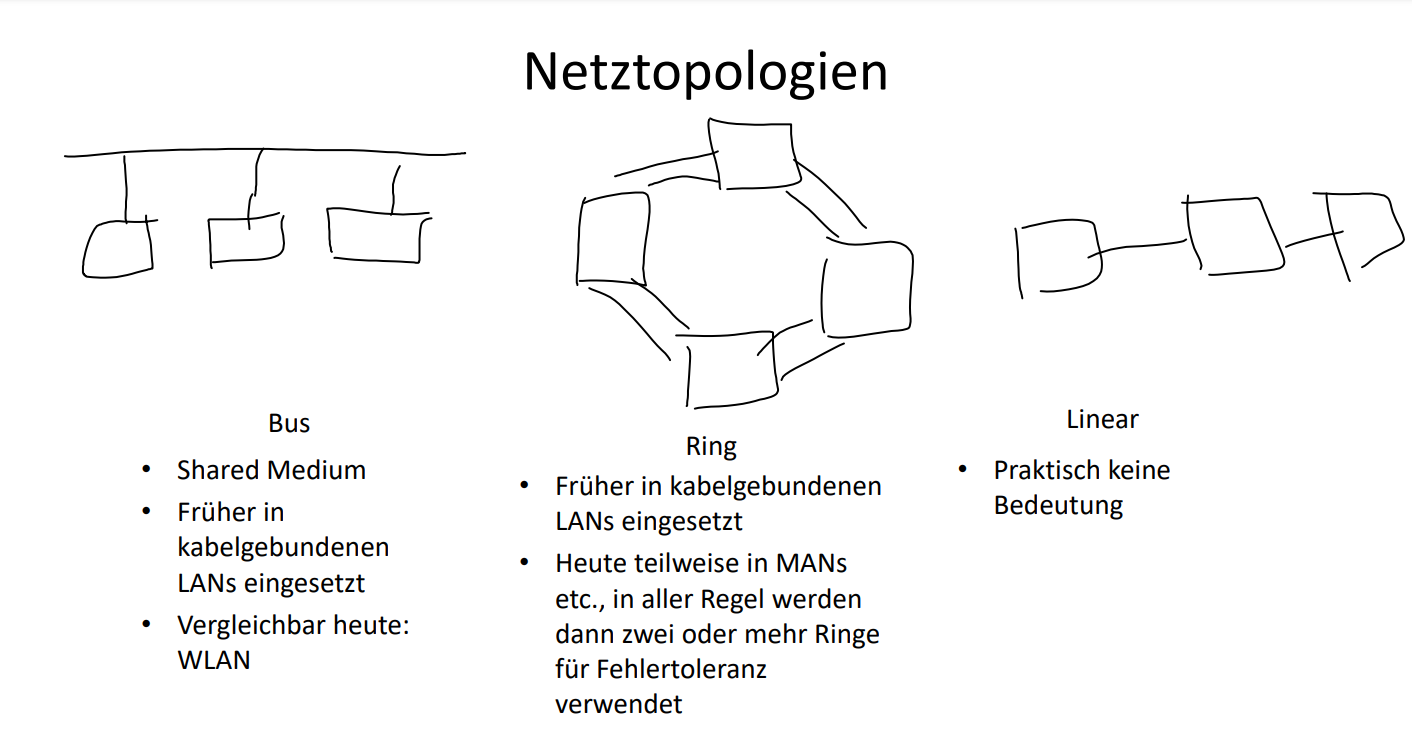 Netztopologien
Bus
• Shared Medium
• Früher in
kabelgebundenen
LANs eingesetzt
• Vergleichbar heute:
WLAN
Ring
• Früher in kabelgebundenen
LANs eingesetzt
• Heute teilweise in MANs
etc., in aller Regel werden
dann zwei oder mehr Ringe
für Fehlertoleranz
verwendet
Linear
• Praktisch keine
Bedeutung